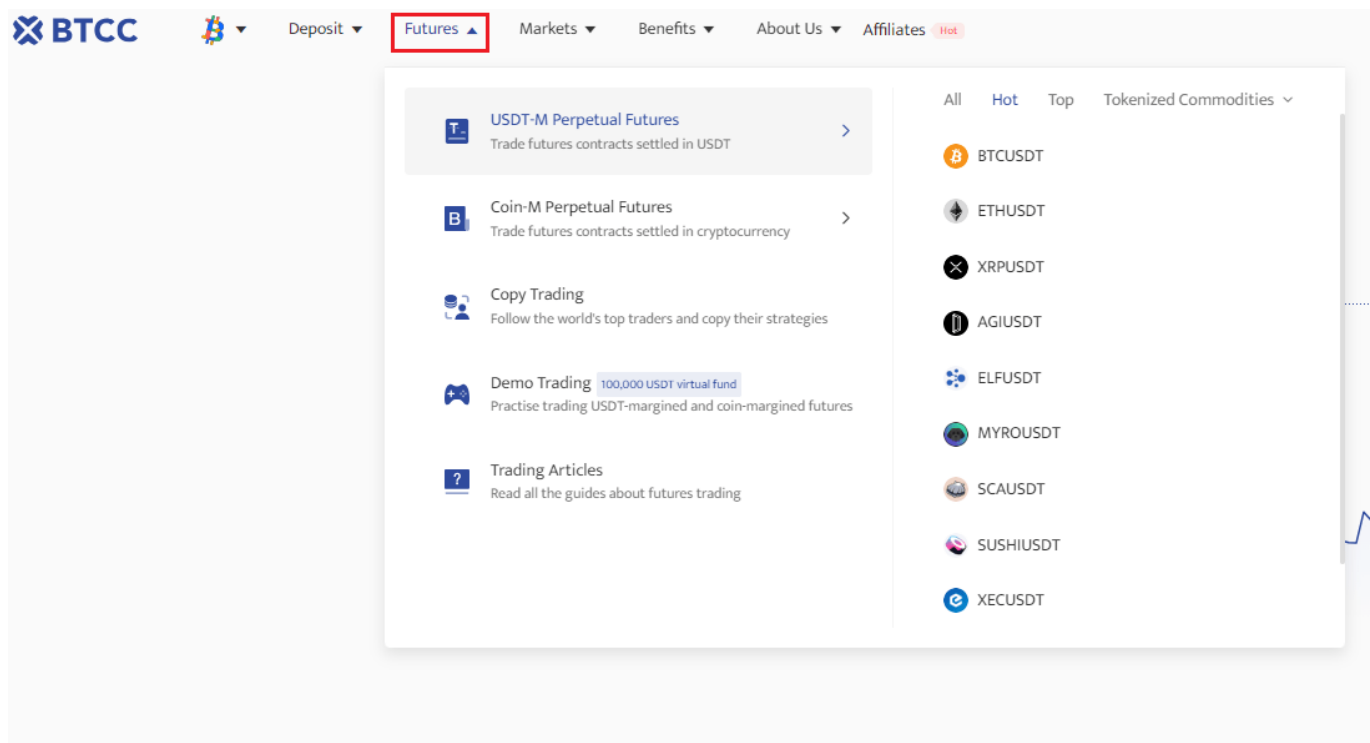 BTCC
Deposit
Futures
Markets
Benefits
About Us
Affiliates
Hot
USDT-M Perpetual Futures
Trade futures contracts settled in USDT
Coin-M Perpetual Futures
Trade futures contracts settled in cryptocurrency
Copy Trading
Follow the world's top traders and copy their strategies
Demo Trading 100,000 USDT virtual fund
Practise trading USDT-margined and coin-margined futures
Trading Articles
Read all the guides about futures trading
All Hot Top Tokenized Commodities
BTCUSDT
ETHUSDT
XRPUSDT
AGIUSDT
ELFUSDT
MYROUSDT
SCAUSDT
SUSHIUSDT
XECUSDT